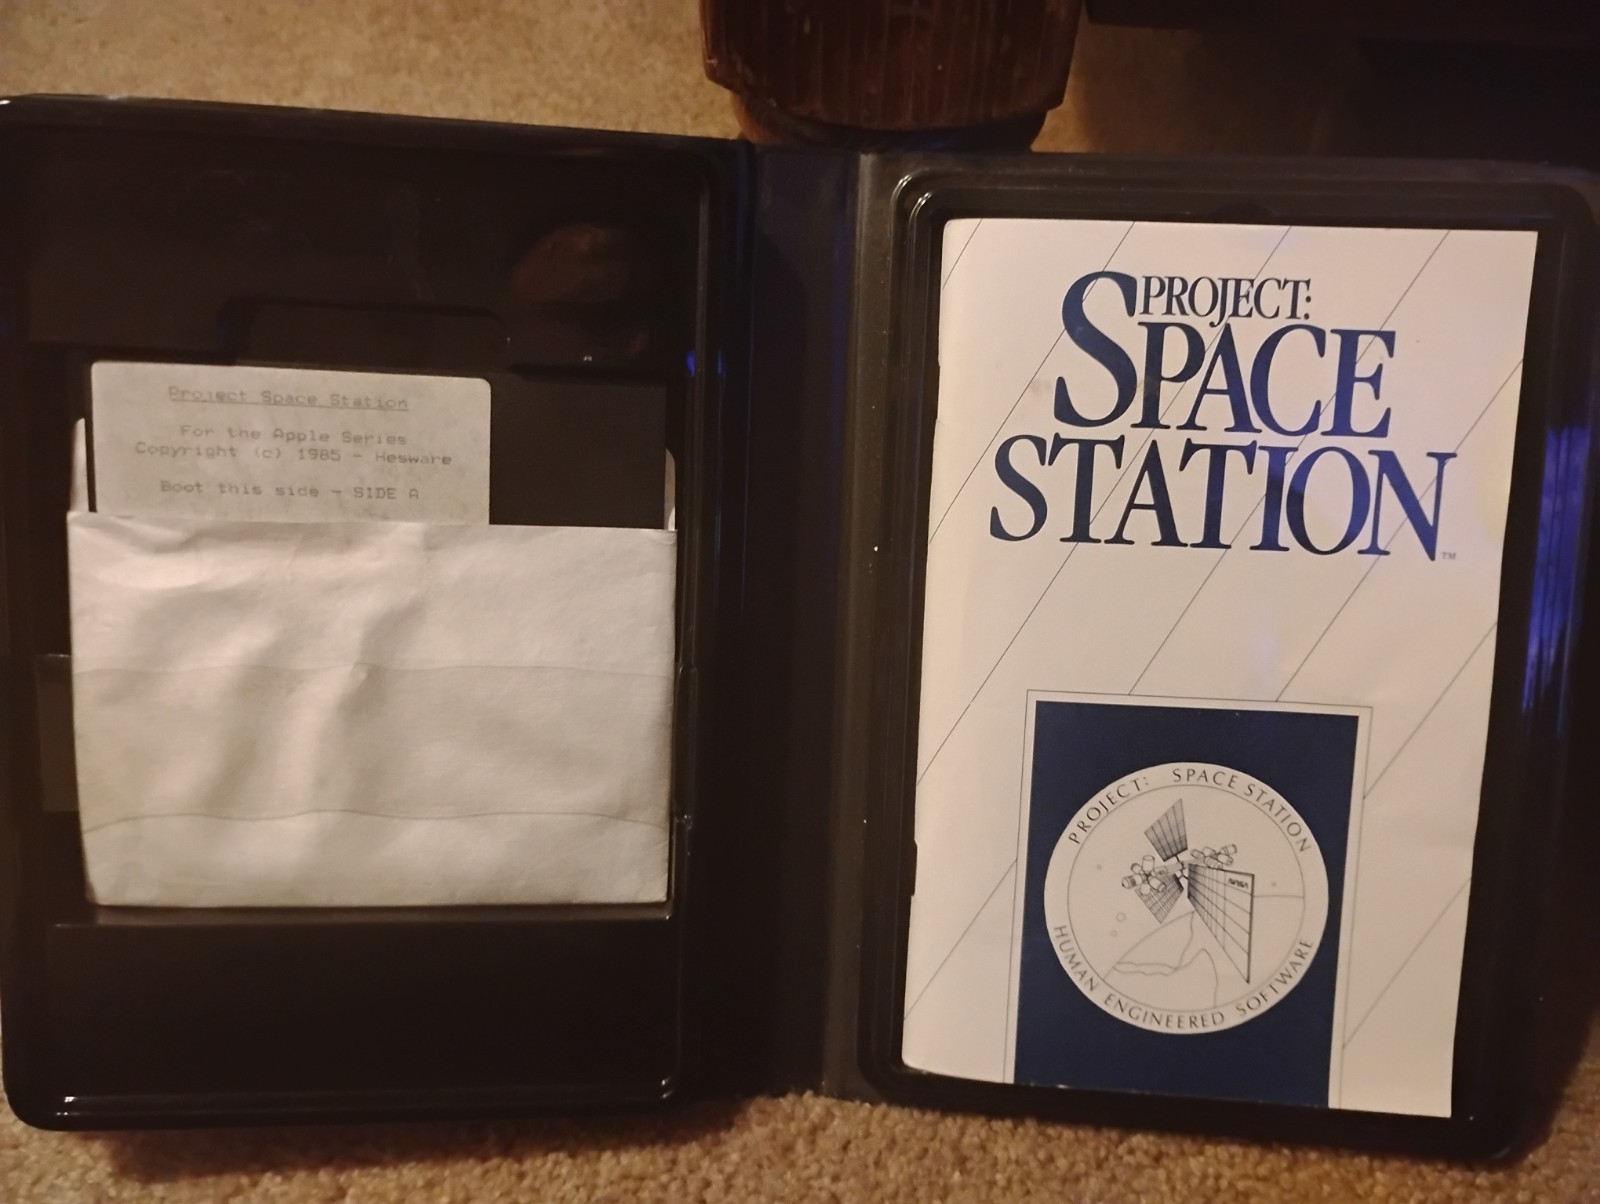 Project Space Station
For the Apple Series
Copyright (c) 1985 - Hesware
Boot this side - SIDE A
PROJECT:
SPACE
STATION
TM
PROJECT: SPACE STATION
NASA
HUMAN ENGINEERED SOFTWARE